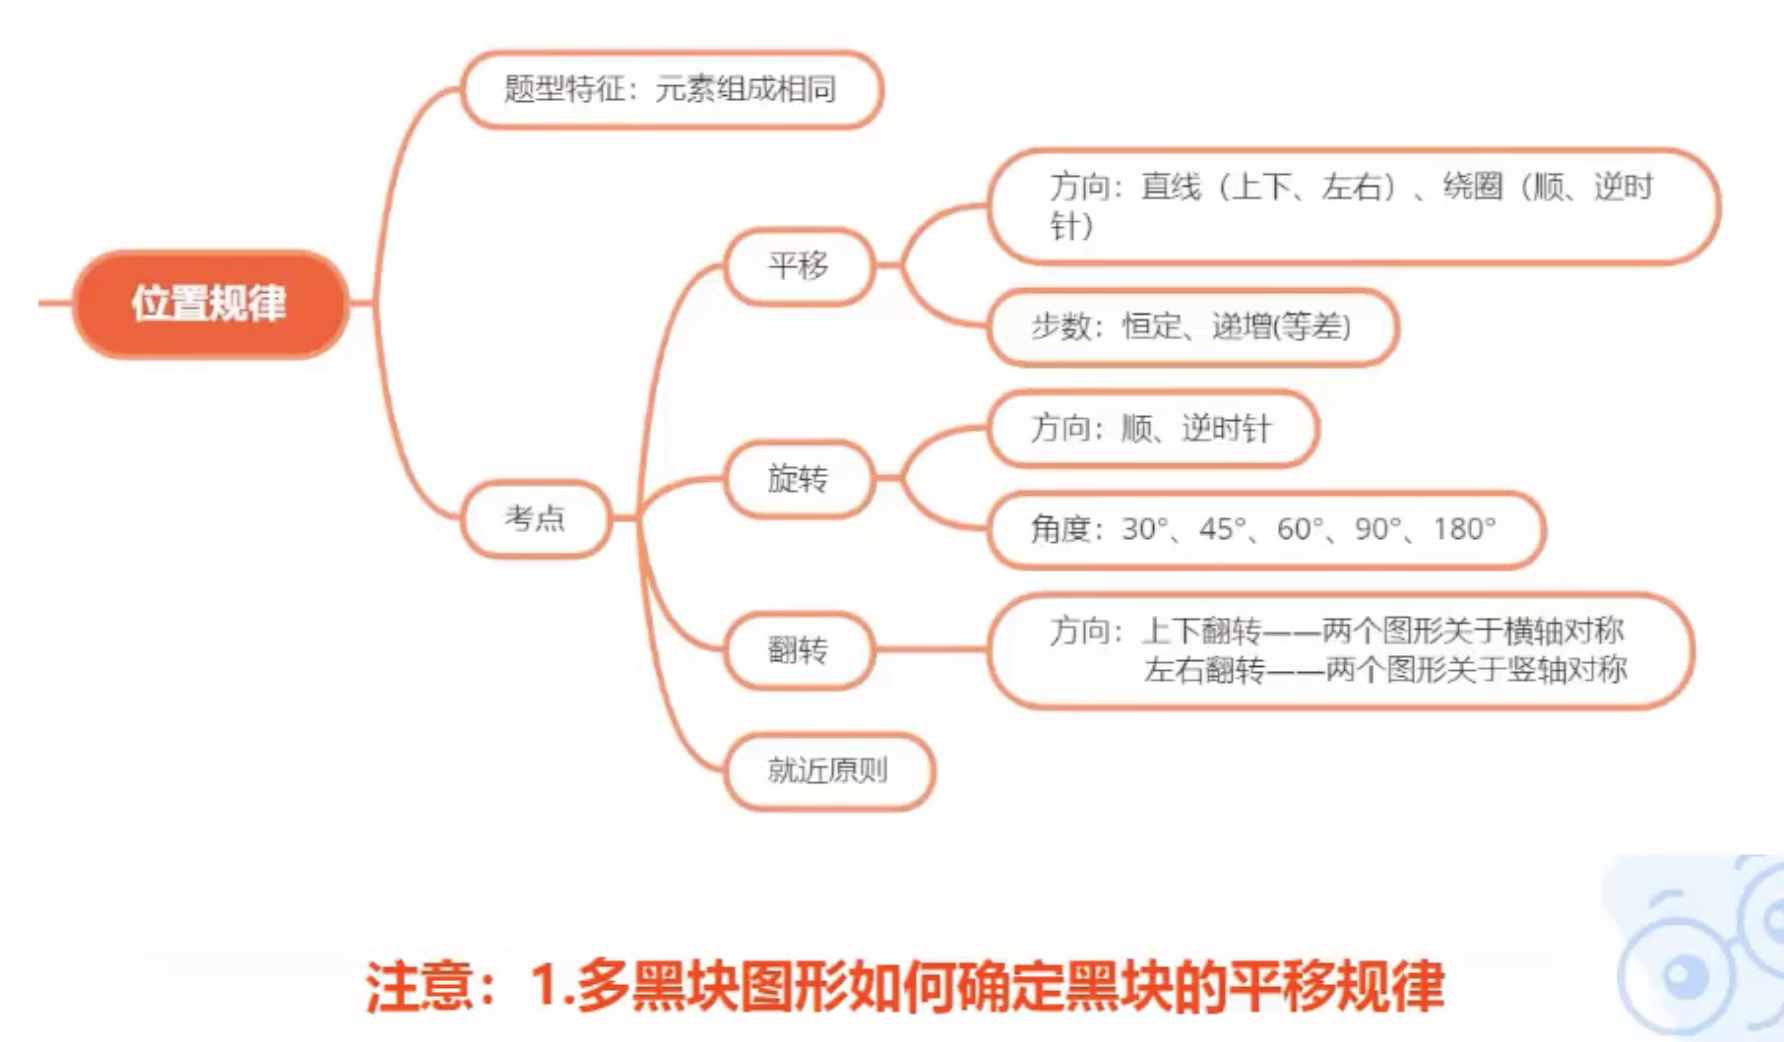 题型特征：元素组成相同
方向：直线（上下、左右）、绕圈（顺、逆时
针）
平移
位置规律
步数：恒定、递增(等差)
方向：顺、逆时针
旋转
考点
角度：30°、45°、60°、90°、180°
方向：上下翻转——两个图形关于横轴对称
翻转
左右翻转——两个图形关于竖轴对称
就近原则
注意：1.多黑块图形如何确定黑块的平移规律